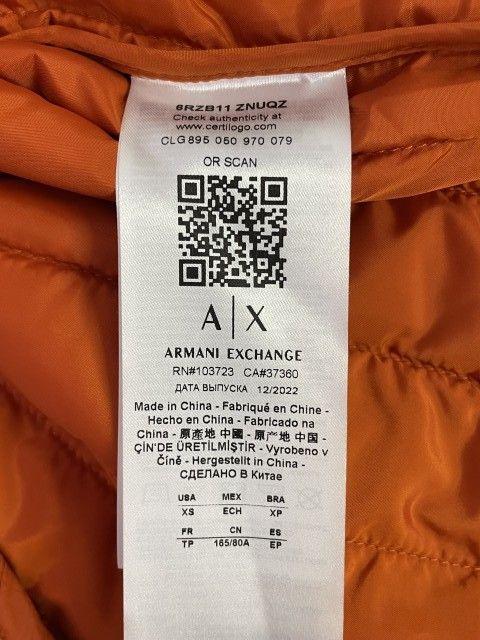 6RZB11 ZNUQZ
Check authenticity at
www.certilogo.com
CLG 895 050 970 079
OR SCAN
A|X
ARMANI EXCHANGE
RN#103723 CA#37360
ДАТА ВЫПУСКА 12/2022
Made in China - Fabriqué en Chine -
Hecho en China - Fabricado na
China - 原產地 中國 - 原产地 中国 -
ÇİN'DE ÜRETİLMİŞTİR - Vyrobeno v
Číně - Hergestellt in China -
СДЕЛАНО В Китае
USA MEX BRA
XS ECH XP
FR CN ES
TP 165/80A EP